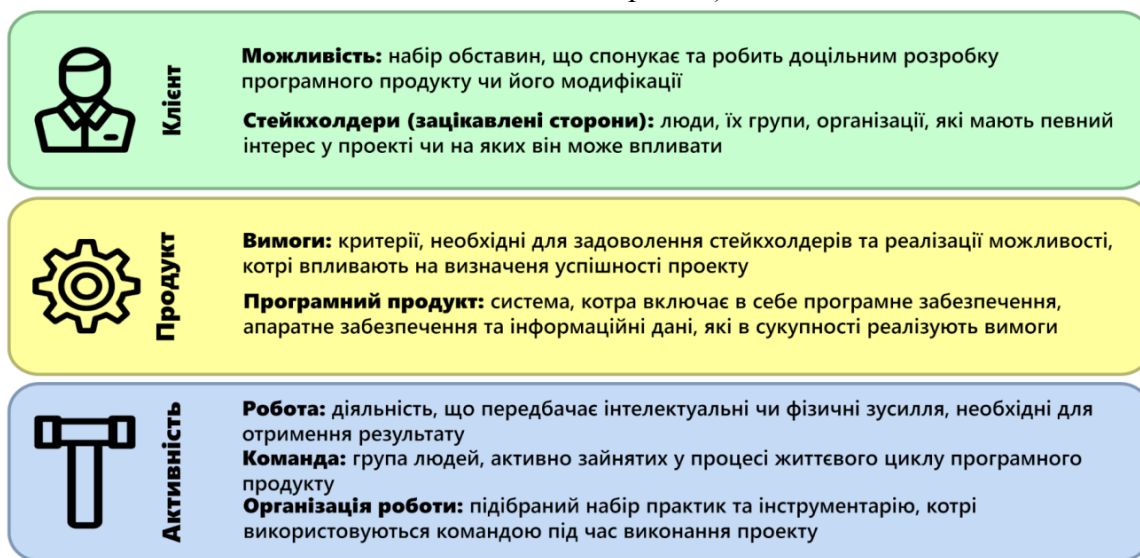 Клієнт
Можливість: набір обставин, що спонукає та робить доцільним розробку
програмного продукту чи його модифікації
Стейкхолдери (зацікавлені сторони): люди, їх групи, організації, які мають певний
інтерес у проекті чи на яких він може впливати
Продукт
Вимоги: критерії, необхідні для задоволення стейкхолдерів та реалізації можливості,
котрі впливають на визначеня успішності проекту
Програмний продукт: система, котра включає в себе програмне забезпечення,
апаратне забезпечення та інформаційні дані, які в сукупності реалізують вимоги
Активність
Робота: діяльність, що передбачає інтелектуальні чи фізичні зусилля, необхідні для
отримення результату
Команда: група людей, активно зайнятих у процесі життєвого циклу програмного
продукту
Організація роботи: підібраний набір практик та інструментарію, котрі
використовуються командою під час виконання проекту